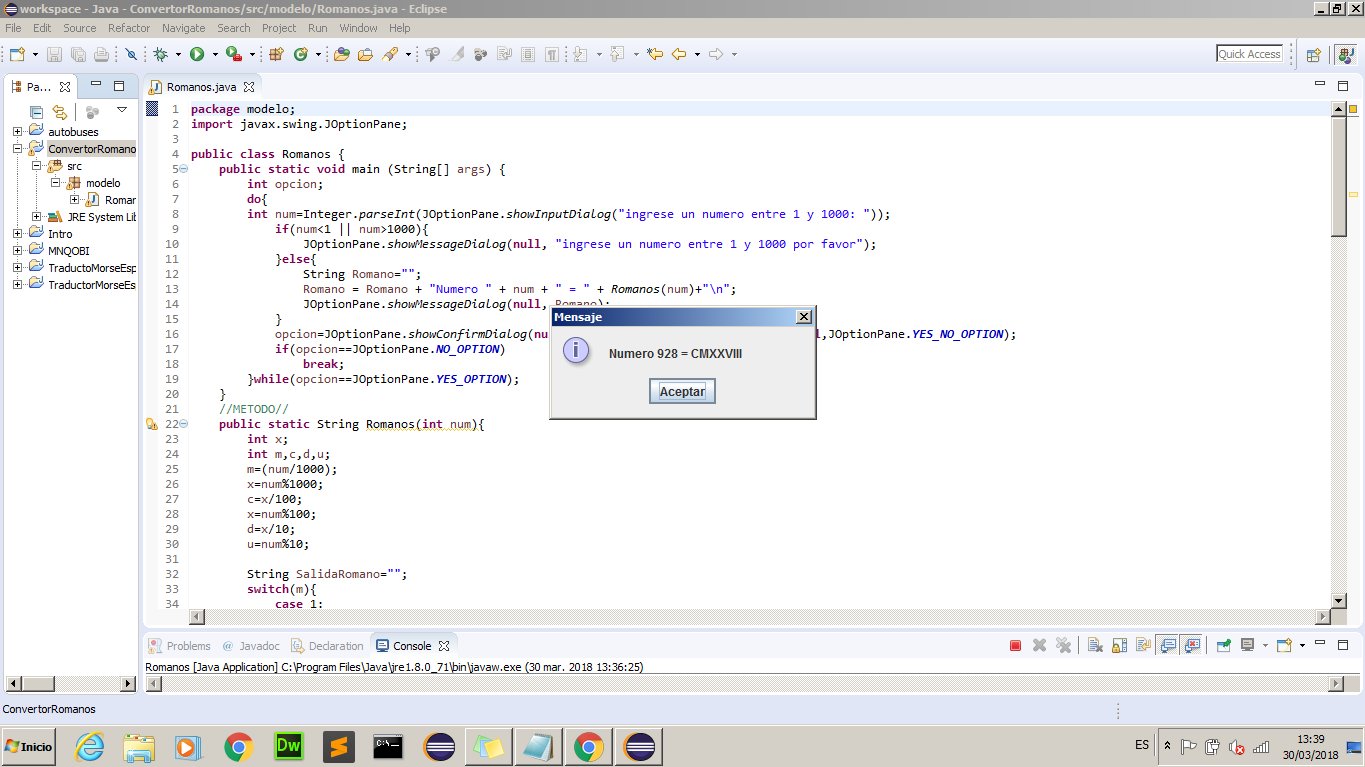 workspace - Java - ConvertorRomanos/src/modelo/Romanos.java - Eclipse
File Edit Source Refactor Navigate Search Project Run Window Help
Quick Access
Pa...
autobuses
ConvertorRomano
src
modelo
Romar
JRE System Lit
Intro
MNQOBI
TraductoMorseEsp
TraductorMorseEs
Romanos.java
1 package modelo;
2 import javax.swing.JOptionPane;
3
4 public class Romanos {
5 public static void main (String[] args) {
6 int opcion;
7 do{
8 int num=Integer.parseInt(JOptionPane.showInputDialog("ingrese un numero entre 1 y 1000: "));
9 if(num<1 || num>1000){
10 JOptionPane.showMessageDialog(null, "ingrese un numero entre 1 y 1000 por favor");
11 }else{
12 String Romano="";
13 Romano = Romano + "Numero " + num + " = " + Romanos(num)+"\n";
14 JOptionPane.showMessageDialog(null, Romano);
15 }
16 opcion=JOptionPane.showConfirmDialog(nu l,JOptionPane.YES_NO_OPTION);
17 if(opcion==JOptionPane.NO_OPTION)
18 break;
19 }while(opcion==JOptionPane.YES_OPTION);
20 }
21 //METODO//
22 public static String Romanos(int num){
23 int x;
24 int m,c,d,u;
25 m=(num/1000);
26 x=num%1000;
27 c=x/100;
28 x=num%100;
29 d=x/10;
30 u=num%10;
31
32 String SalidaRomano="";
33 switch(m){
34 case 1:
Mensaje
i
Numero 928 = CMXXVIII
Aceptar
Problems @ Javadoc Declaration Console
Romanos [Java Application] C:\Program Files\Java\jre1.8.0_71\bin\javaw.exe (30 mar. 2018 13:36:25)
ConvertorRomanos
Inicio
Dw
C:\_
ES
13:39
30/03/2018